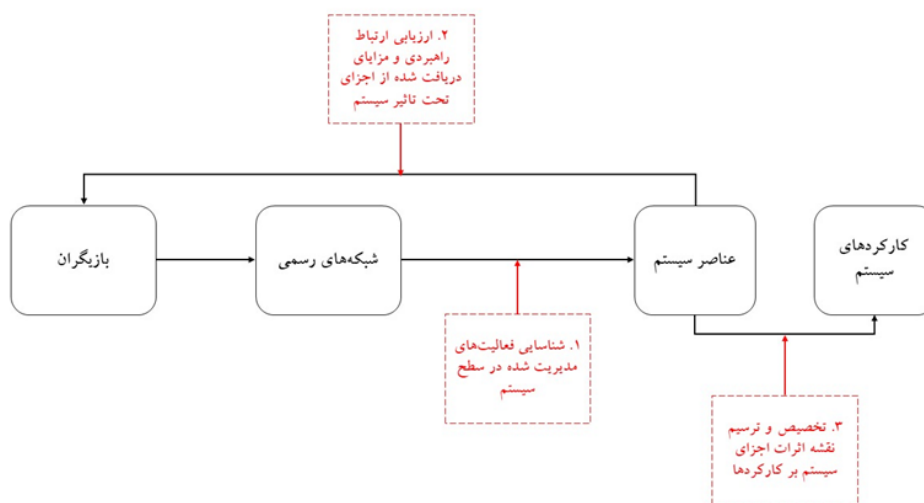 ۲. ارزیابی ارتباط
راهبردی و مزایای
دریافت شده از اجزای
تحت تاثیر سیستم
بازیگران
شبکه‌های رسمی
عناصر سیستم
کارکردهای
سیستم
۱. شناسایی فعالیت‌های
مدیریت شده در سطح
سیستم
۳. تخصیص و ترسیم
نقشه اثرات اجزای
سیستم بر کارکردها